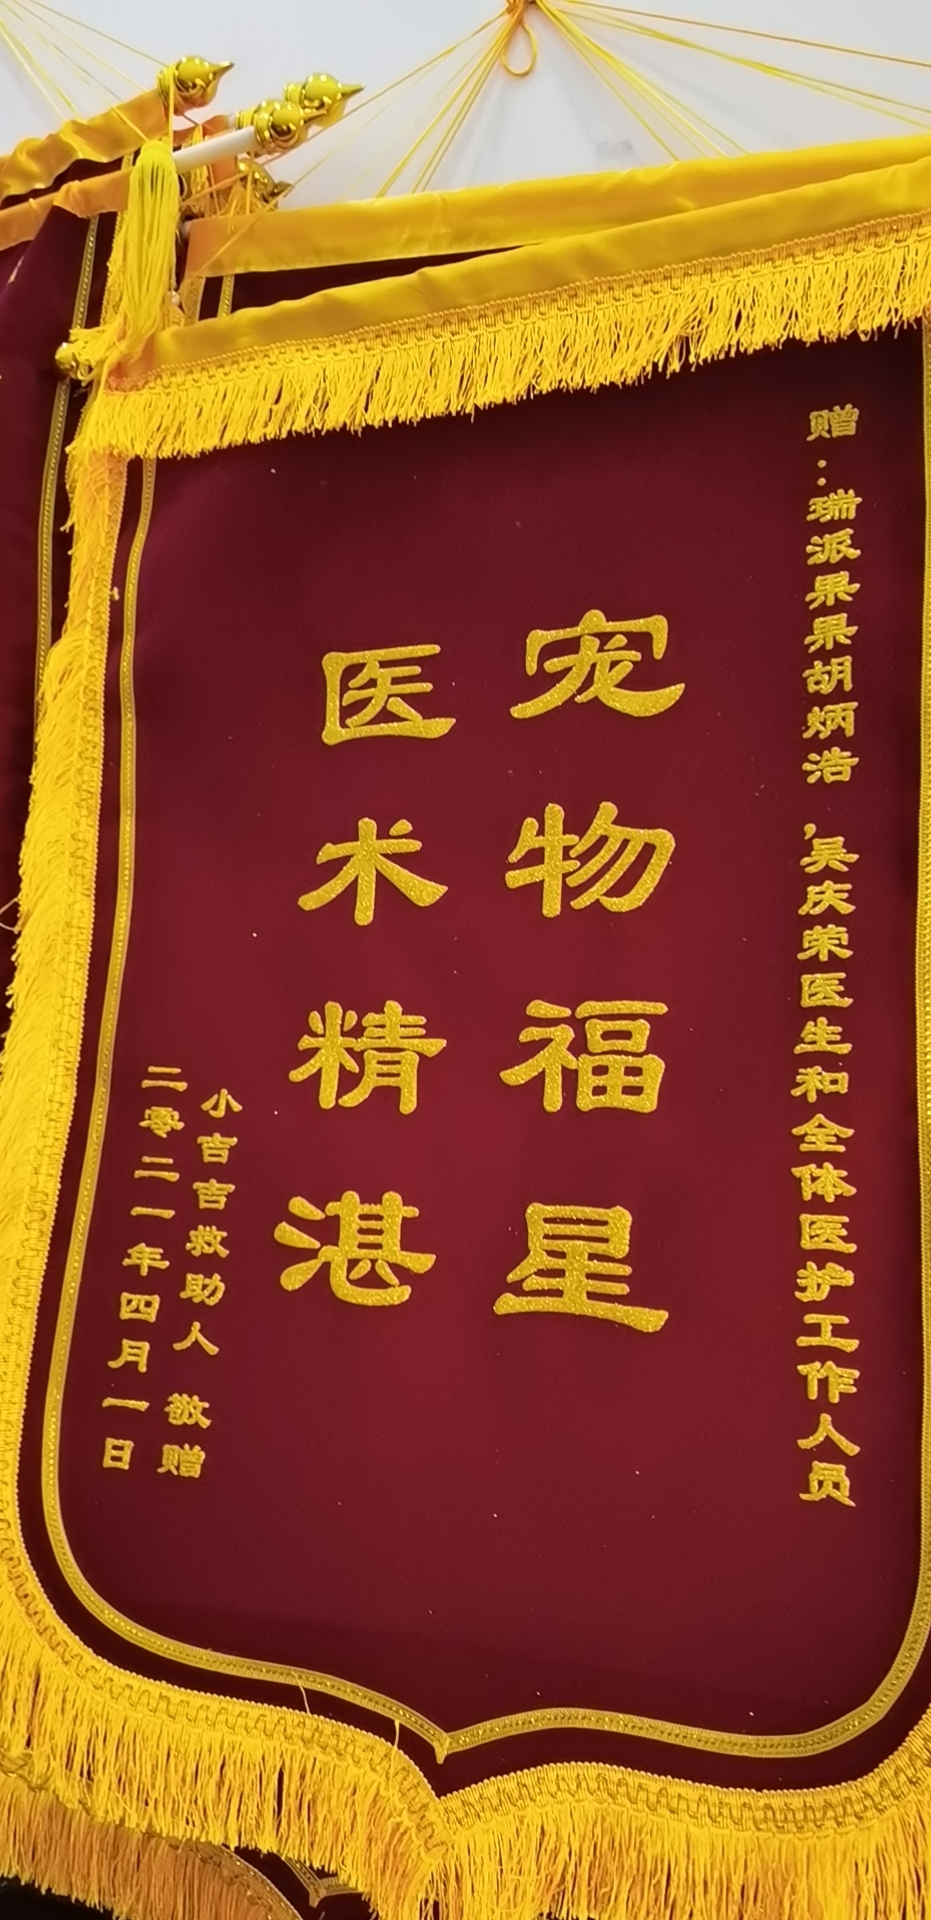 赠：瑞派果果胡炳浩，吴庆荣医生和全体医护工作人员
宠物福星
医术精湛
小吉吉救助人 敬赠
二零二一年四月一日